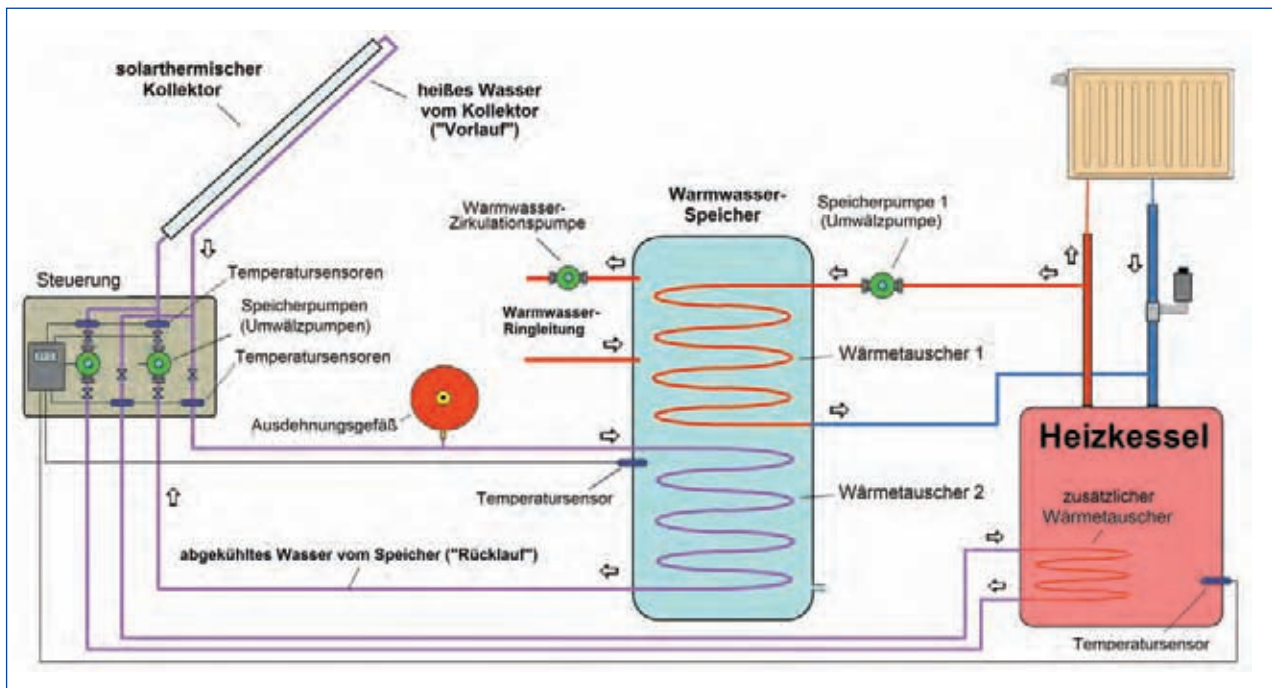 solarthermischer
Kollektor
heißes Wasser
vom Kollektor
("Vorlauf")
Warmwasser-
Zirkulationspumpe
Warmwasser-
Speicher
Speicherpumpe 1
(Umwälzpumpe)
Steuerung
Temperatursensoren
Speicherpumpen
(Umwälzpumpen)
Temperatursensoren
Warmwasser-
Ringleitung
Wärmetauscher 1
Ausdehnungsgefäß
Heizkessel
Temperatursensor
Wärmetauscher 2
zusätzlicher
Wärmetauscher
abgekühltes Wasser vom Speicher ("Rücklauf")
Temperatursensor